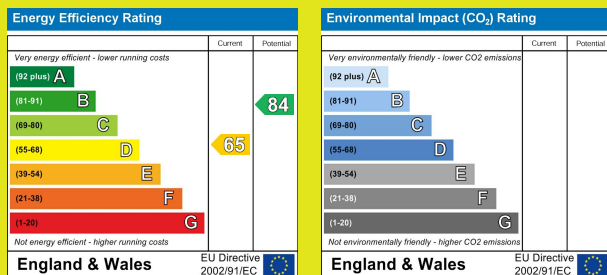 Energy Efficiency Rating
Current Potential
Very energy efficient - lower running costs
(92 plus) A
(81-91) B
84
(69-80) C
(55-68) D
65
(39-54) E
(21-38) F
(1-20) G
Not energy efficient - higher running costs
England & Wales
EU Directive
2002/91/EC
Environmental Impact (CO₂) Rating
Current Potential
Very environmentally friendly - lower CO2 emissions
(92 plus) A
(81-91) B
(69-80) C
(55-68) D
(39-54) E
(21-38) F
(1-20) G
Not environmentally friendly - higher CO2 emissions
England & Wales
EU Directive
2002/91/EC